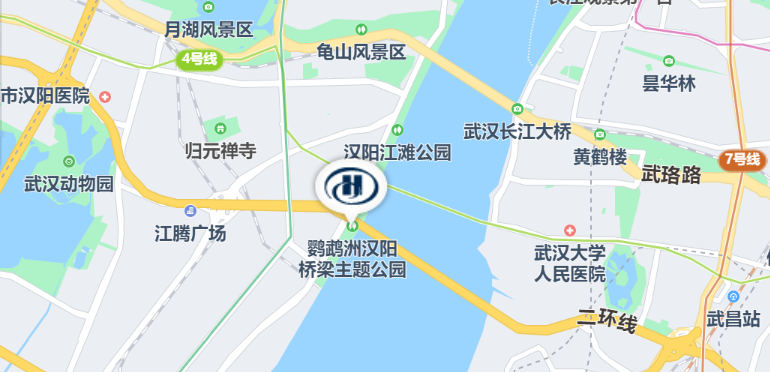 月湖风景区
龟山风景区
4号线
昙华林
市汉阳医院
武汉长江大桥
归元禅寺
汉阳江滩公园
黄鹤楼
7号线
武汉动物园
武珞路
江腾广场
鹦鹉洲汉阳
桥梁主题公园
武汉大学
人民医院
二环线
武昌站